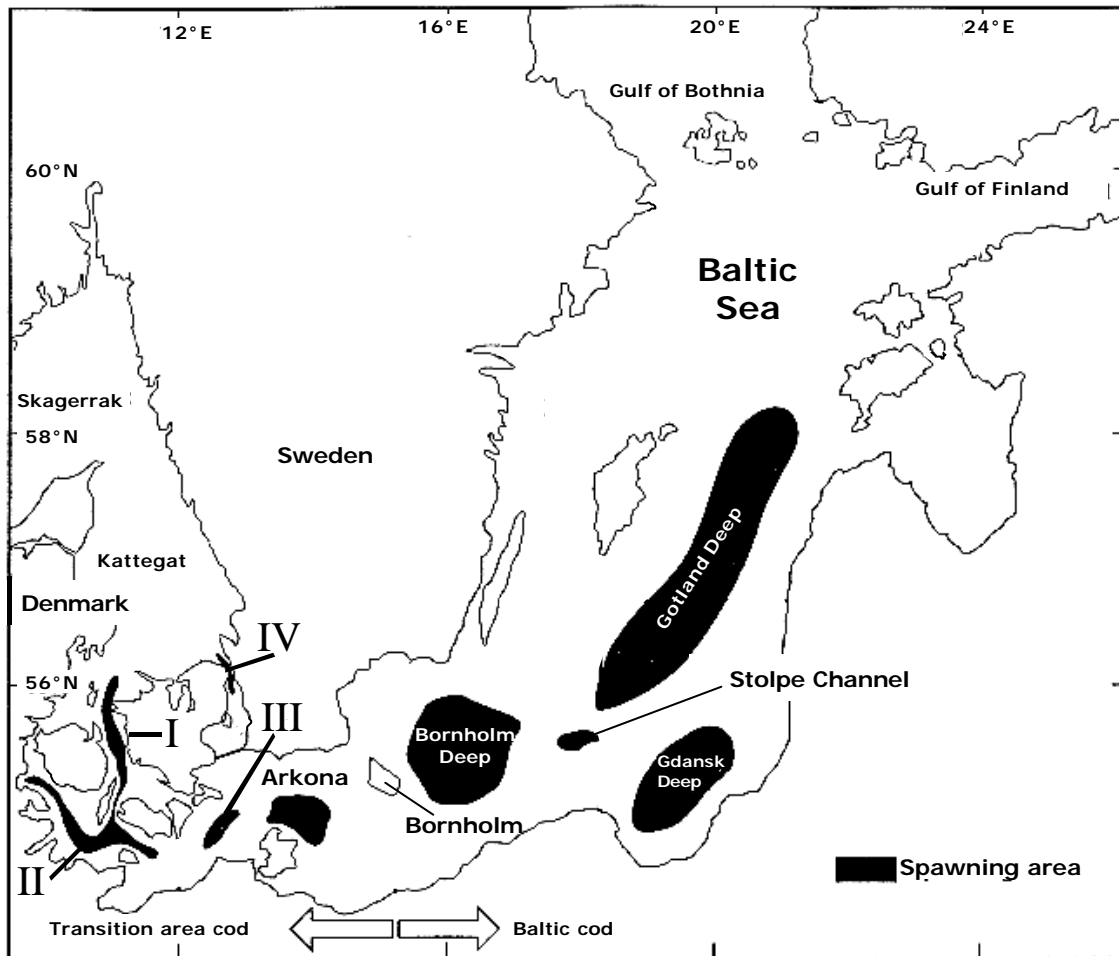 12°E
16°E
20°E
24°E
Gulf of Bothnia
60°N
Gulf of Finland
Baltic
Sea
Skagerrak
58°N
Sweden
Gotland Deep
Kattegat
Denmark
IV
56°N
Stolpe Channel
III
I
Bornholm
Deep
Gdansk
Deep
Arkona
Bornholm
II
Spawning area
Transition area cod
Baltic cod